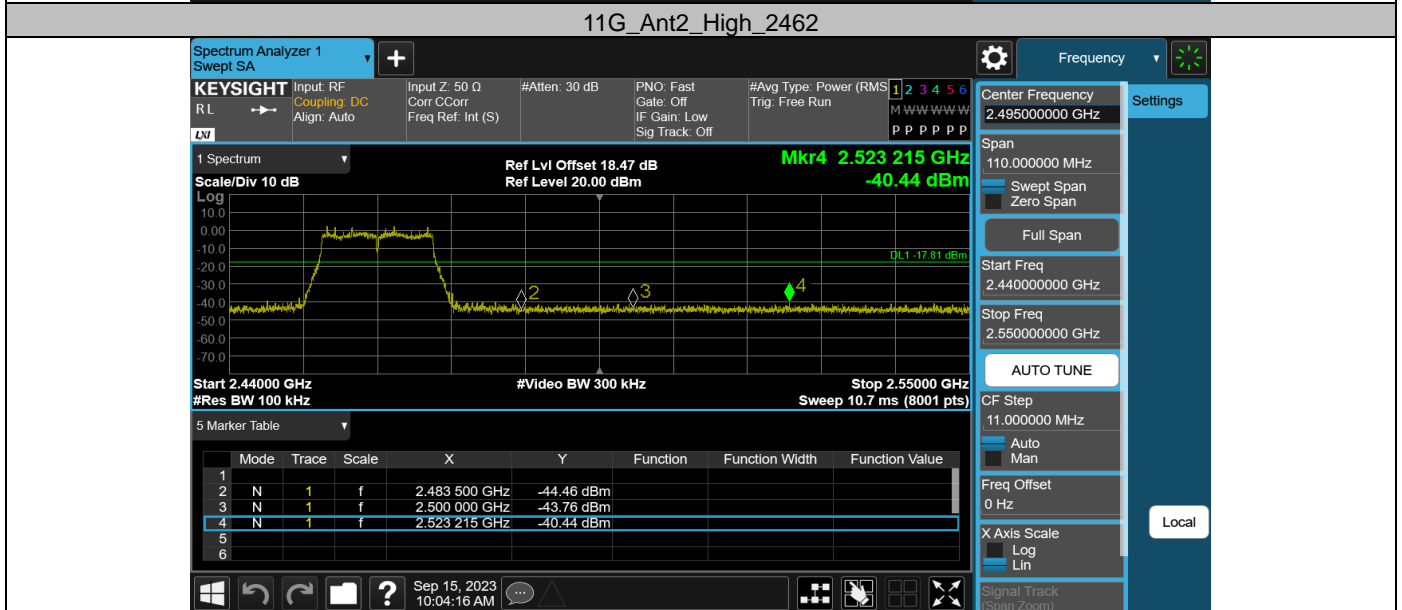 11G_Ant2_High_2462
Spectrum Analyzer 1
Swept SA
+
Frequency
KEYSIGHT
RL
LXI
Input: RF
Coupling: DC
Align: Auto
Input Z: 50 Ω
Corr CCorr
Freq Ref: Int (S)
#Atten: 30 dB
PNO: Fast
Gate: Off
IF Gain: Low
Sig Track: Off
#Avg Type: Power (RMS
Trig: Free Run
1 2 3 4 5 6
M W W W W W
P P P P P P
Center Frequency
2.495000000 GHz
Settings
Span
110.000000 MHz
Swept Span
Zero Span
Full Span
Start Freq
2.440000000 GHz
Stop Freq
2.550000000 GHz
AUTO TUNE
CF Step
11.000000 MHz
Auto
Man
Freq Offset
0 Hz
X Axis Scale
Log
Lin
Signal Track
(Span Zoom)
Local
1 Spectrum
Scale/Div 10 dB
Ref Lvl Offset 18.47 dB
Ref Level 20.00 dBm
Mkr4 2.523 215 GHz
-40.44 dBm
Log
10.0
0.00
-10.0
-20.0
-30.0
-40.0
-50.0
-60.0
-70.0
DL1 -17.81 dBm
2
3
4
Start 2.44000 GHz
#Res BW 100 kHz
#Video BW 300 kHz
Stop 2.55000 GHz
Sweep 10.7 ms (8001 pts)
5 Marker Table
Mode Trace Scale X Y Function Function Width Function Value
1
2 N 1 f 2.483 500 GHz -44.46 dBm
3 N 1 f 2.500 000 GHz -43.76 dBm
4 N 1 f 2.523 215 GHz -40.44 dBm
5
6
?
Sep 15, 2023
10:04:16 AM